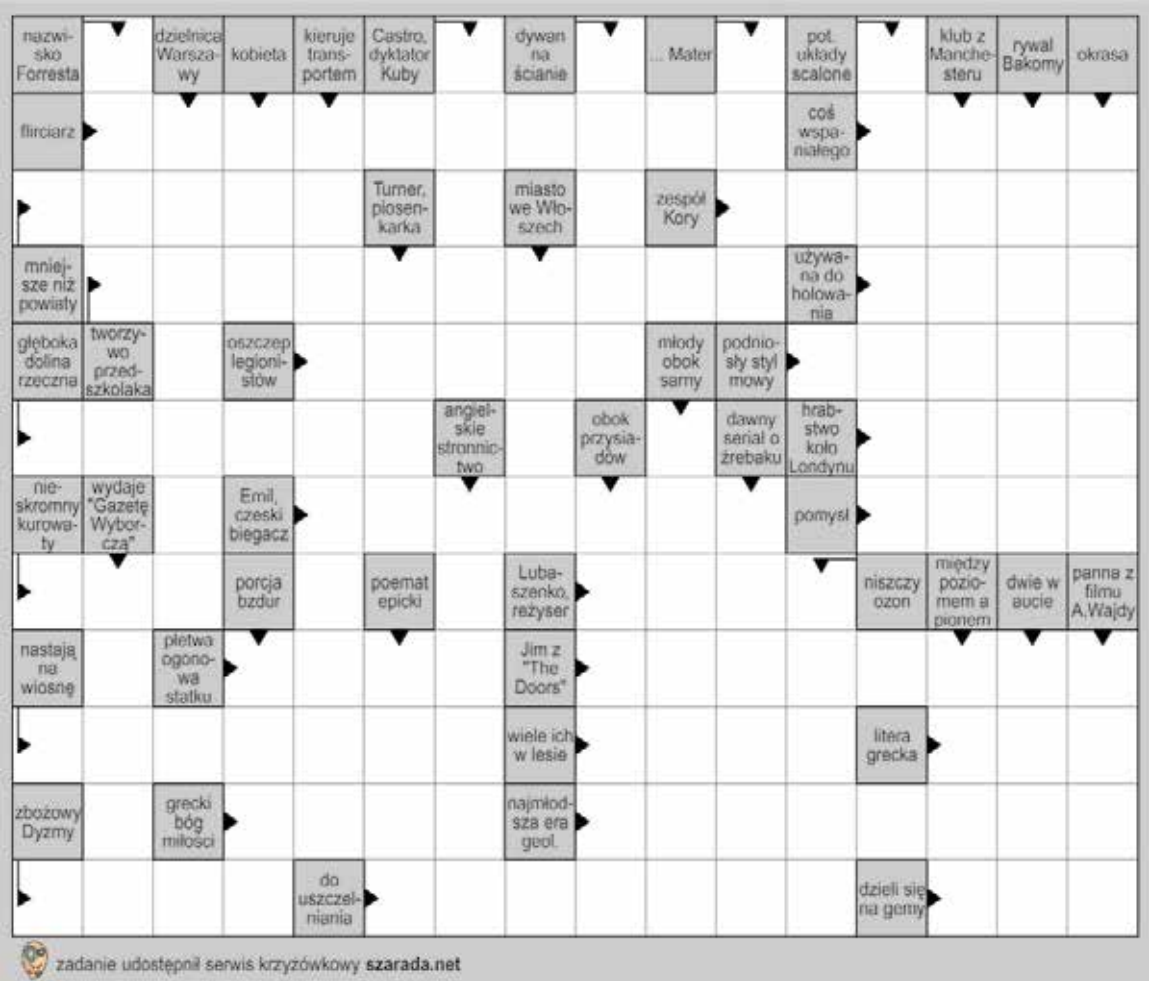 nazwi-
sko
Forresta
dzielnica
Warsza-
wy
kobieta
kieruje
trans-
portem
Castro,
dyktator
Kuby
dywan
na
ścianie
... Mater
pot.
układy
scalone
klub z
Manche-
steru
rywal
Bakomy
okrasa
flirciarz
coś
wspa-
niałego
Turner,
piosen-
karka
miasto
we Wło-
szech
zespół
Kory
mniej-
sze niż
powiaty
używa-
na do
holowa-
nia
głęboka
dolina
rzeczna
tworzy-
wo
przed-
szkolaka
oszczep
legioni-
stów
młody
obok
sarny
podnio-
sły styl
mowy
angiel-
skie
stronnic-
two
obok
przysia-
dów
dawny
serial o
źrebaku
hrab-
stwo
koło
Londynu
nie-
skromny
kurowa-
ty
wydaje
"Gazetę
Wybor-
czą"
Emil,
czeski
biegacz
pomysł
porcja
bzdur
poemat
epicki
Luba-
szenko,
reżyser
niszczy
ozon
między
pozio-
mem a
pionem
dwie w
aucie
panna z
filmu
A.Wajdy
nastają
na
wiosnę
płetwa
ogono-
wa
statku
Jim z
"The
Doors"
wiele ich
w lesie
litera
grecka
zbożowy
Dyzmy
grecki
bóg
miłości
najmłod-
sza era
geol.
do
uszczel-
niania
dzieli się
na gemy
zadanie udostępnił serwis krzyżówkowy szarada.net